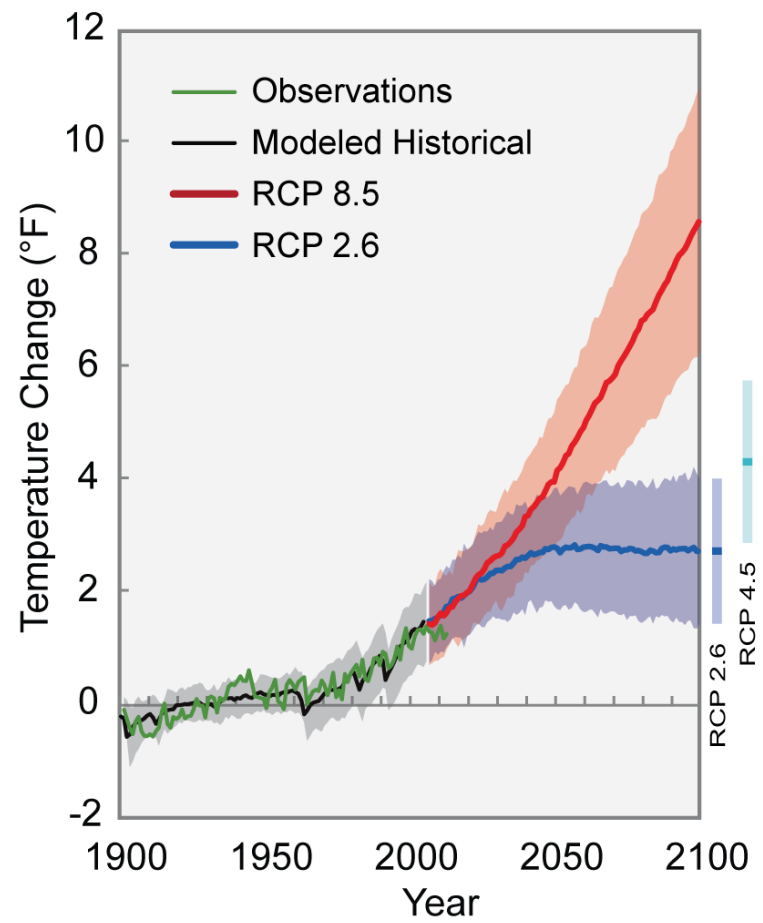 12
10
8
6
4
2
0
-2
Temperature Change (°F)
Observations
Modeled Historical
RCP 8.5
RCP 2.6
RCP 2.6
RCP 4.5
1900 1950 2000 2050 2100
Year